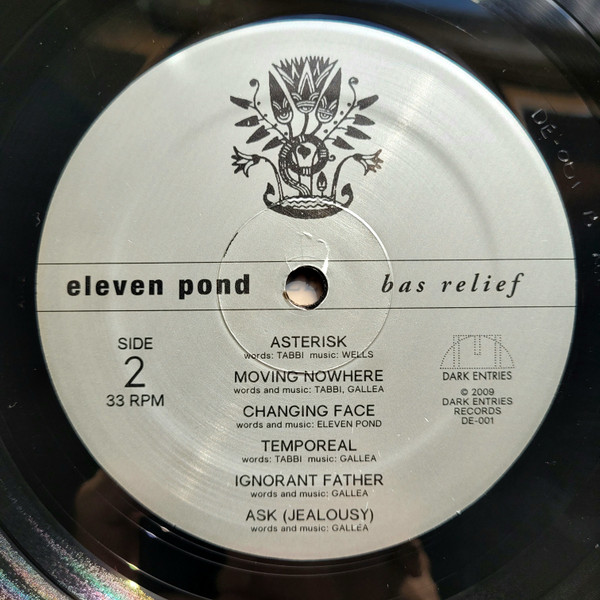 eleven pond bas relief
SIDE
2
33 RPM
ASTERISK
words: TABBI music: WELLS
MOVING NOWHERE
words and music: TABBI, GALLEA
CHANGING FACE
words and music: ELEVEN POND
TEMPOREAL
words: TABBI music: GALLEA
IGNORANT FATHER
words and music: GALLEA
ASK (JEALOUSY)
words and music: GALLEA
DARK ENTRIES
© 2009
DARK ENTRIES
RECORDS
DE-001
DE-001